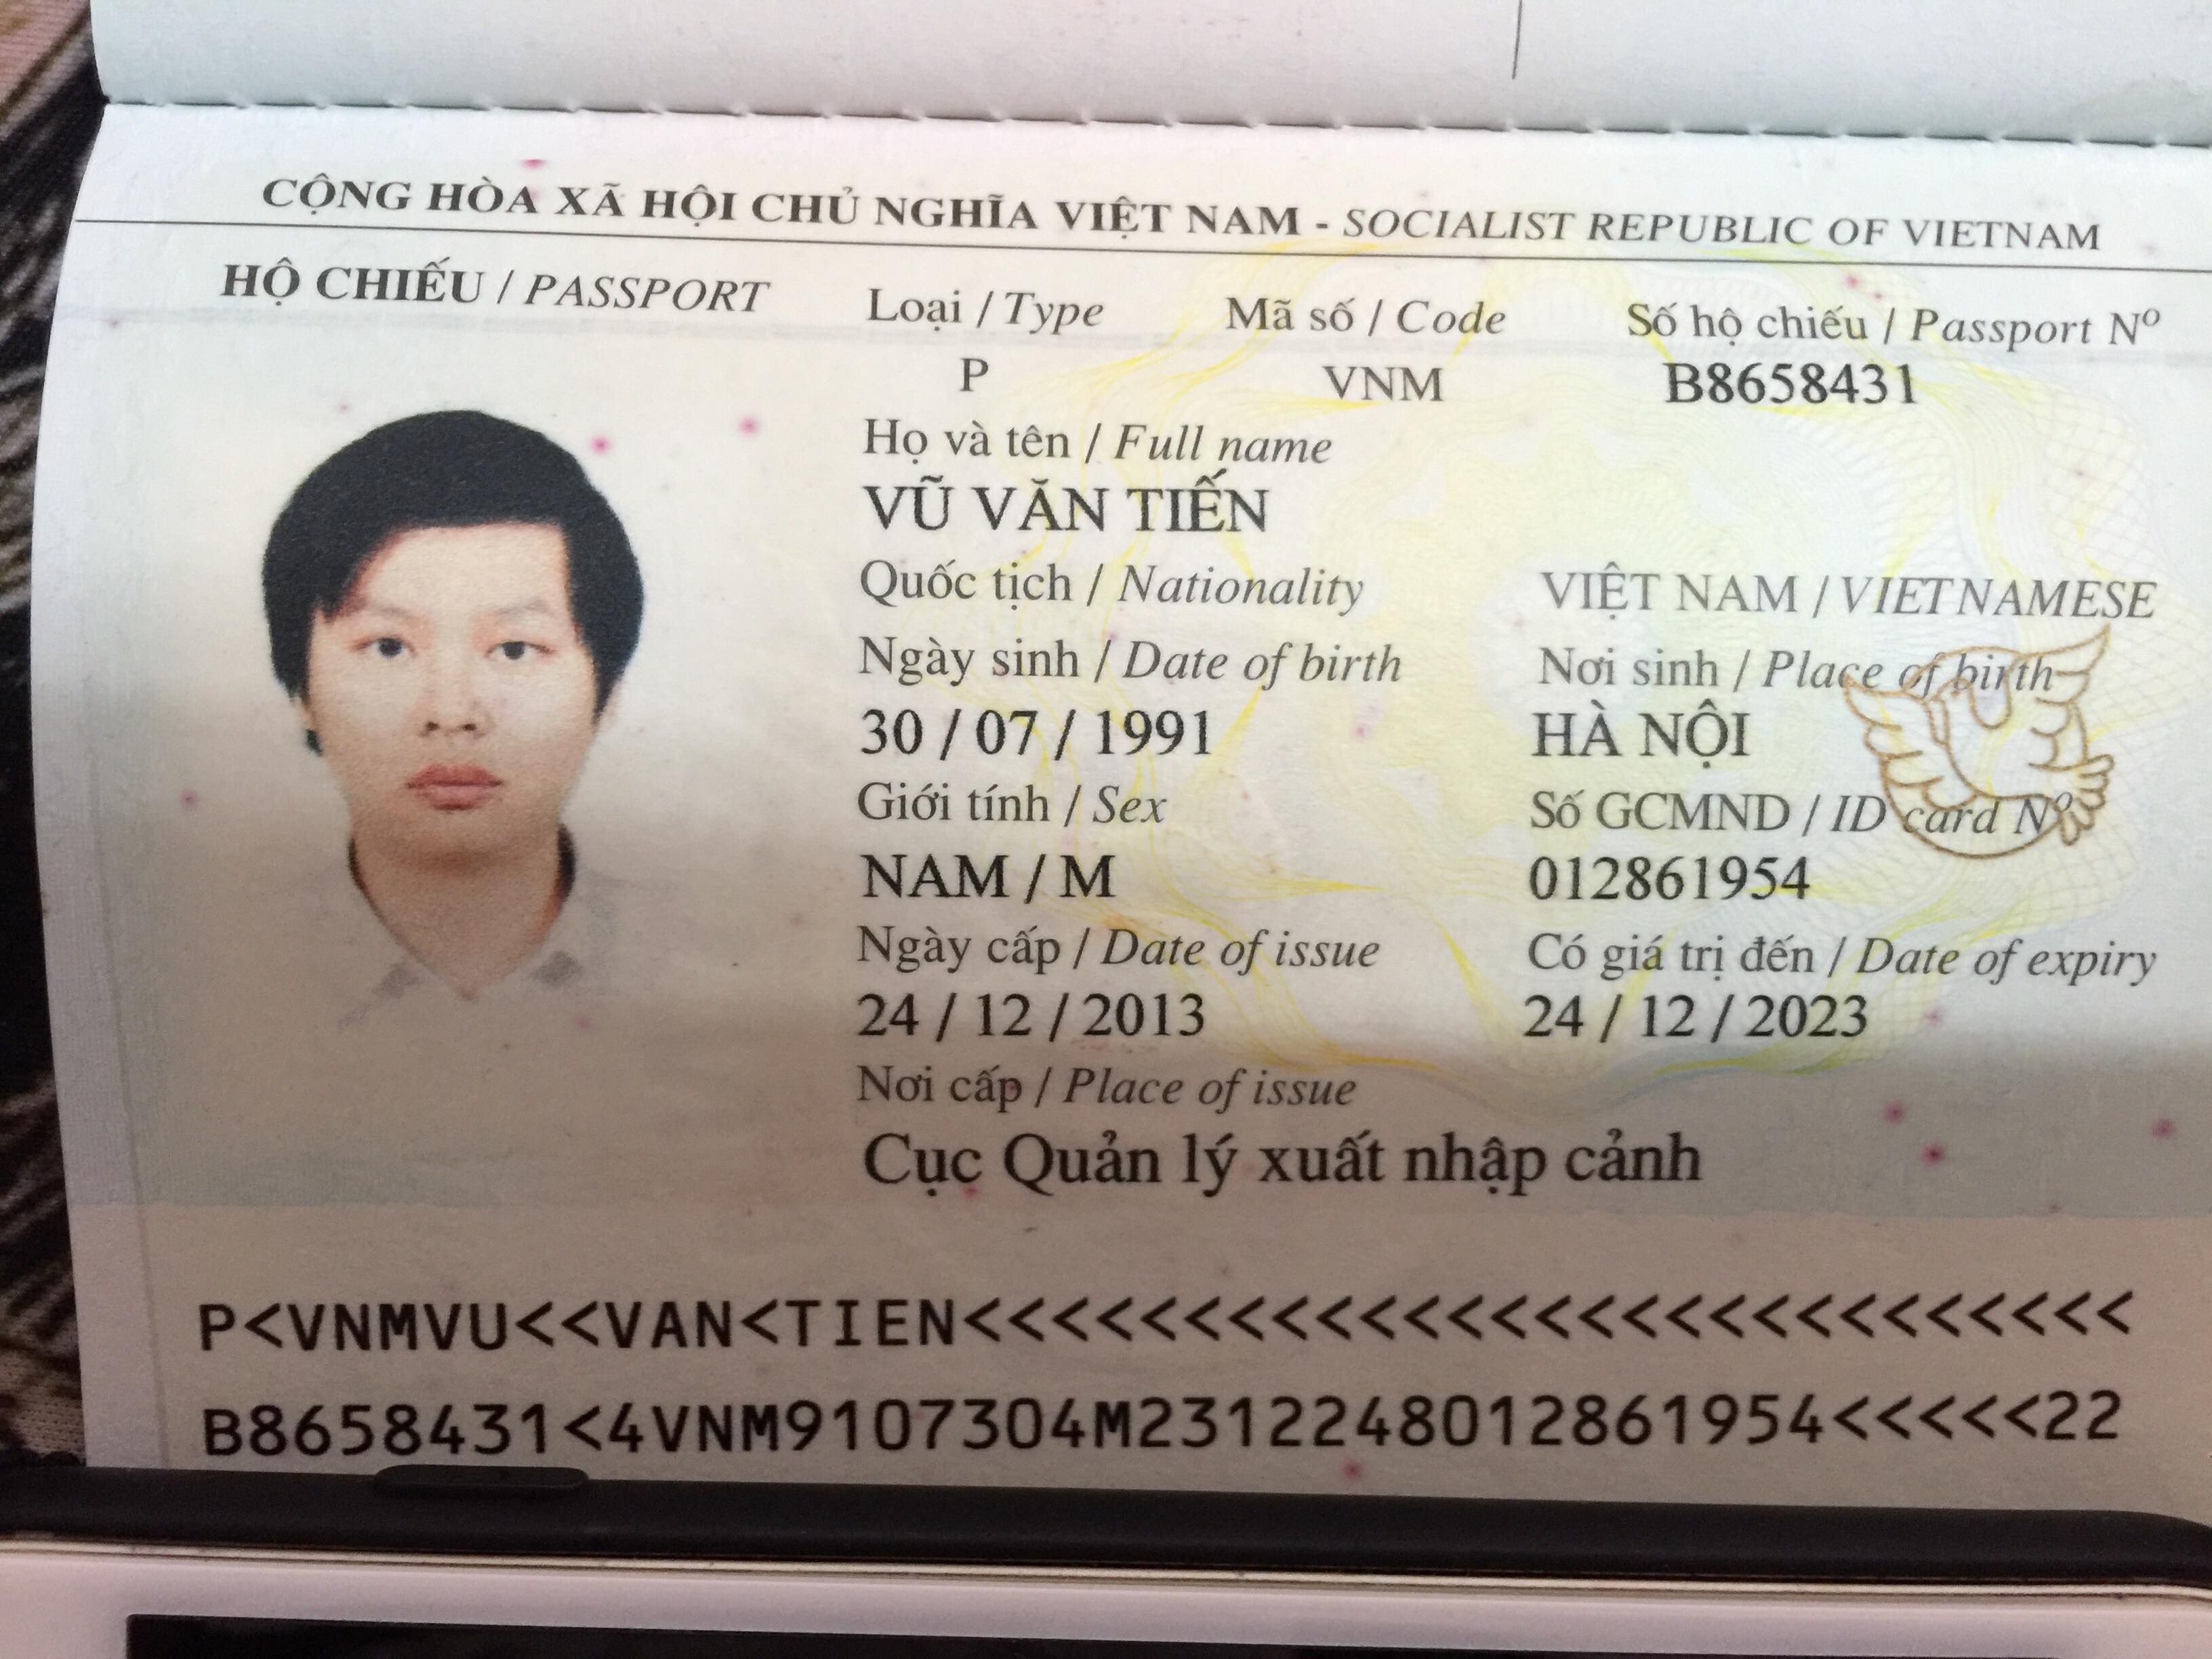 CỘNG HÒA XÃ HỘI CHỦ NGHĨA VIỆT NAM - SOCIALIST REPUBLIC OF VIETNAM
HỘ CHIẾU / PASSPORT Loại / Type Mã số / Code Số hộ chiếu / Passport Nº
P VNM B8658431
Họ và tên / Full name
VŨ VĂN TIẾN
Quốc tịch / Nationality VIỆT NAM / VIETNAMESE
Ngày sinh / Date of birth Nơi sinh / Place of birth
30 / 07 / 1991 HÀ NỘI
Giới tính / Sex Số GCMND / ID card Nº
NAM / M 012861954
Ngày cấp / Date of issue Có giá trị đến / Date of expiry
24 / 12 / 2013 24 / 12 / 2023
Nơi cấp / Place of issue
Cục Quản lý xuất nhập cảnh
P<VNMVU<<VAN<TIEN<<<<<<<<<<<<<<<<<<<<<<<<<<<
B8658431<4VNM9107304M2312248012861954<<<<<22